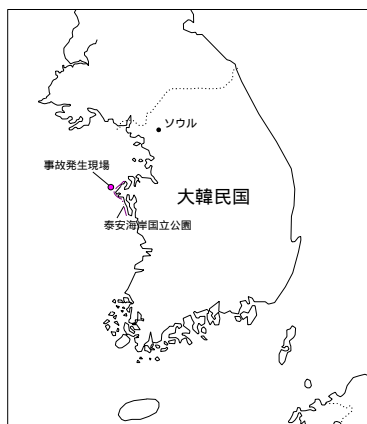 ソウル
事故発生現場
大韓民国
泰安海岸国立公園